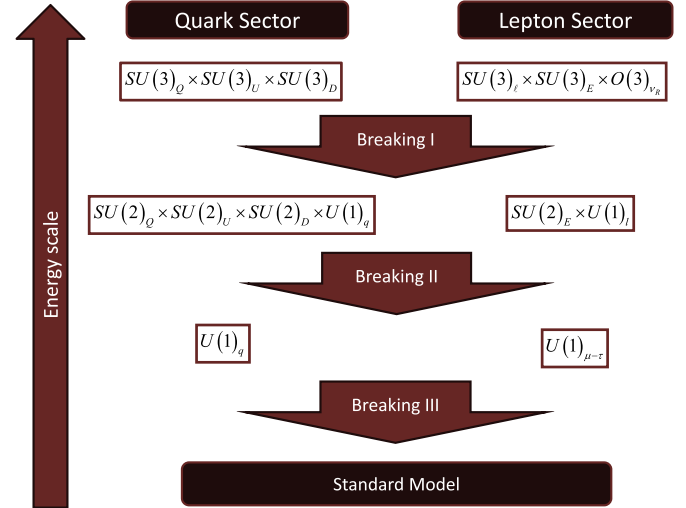 Quark Sector
Lepton Sector
SU(3)_Q × SU(3)_U × SU(3)_D
SU(3)_ℓ × SU(3)_E × O(3)_{ν_R}
Breaking I
SU(2)_Q × SU(2)_U × SU(2)_D × U(1)_q
SU(2)_E × U(1)_l
Breaking II
U(1)_q
U(1)_{μ−τ}
Breaking III
Standard Model
Energy scale